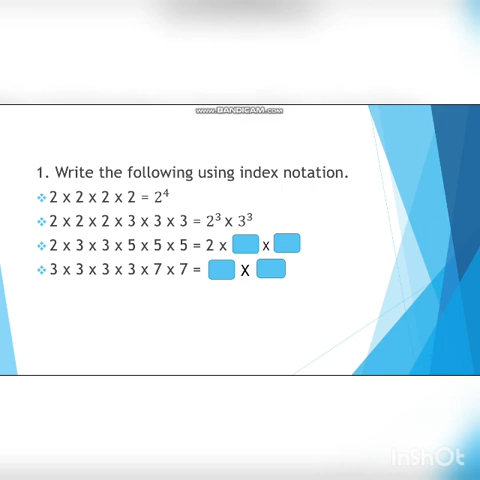 www.BANDICAM.com
1. Write the following using index notation.
❖ 2 x 2 x 2 x 2 = 2⁴
❖ 2 x 2 x 2 x 3 x 3 x 3 = 2³ x 3³
❖ 2 x 3 x 3 x 5 x 5 x 5 = 2 x x
❖ 3 x 3 x 3 x 3 x 7 x 7 = X
InShOt